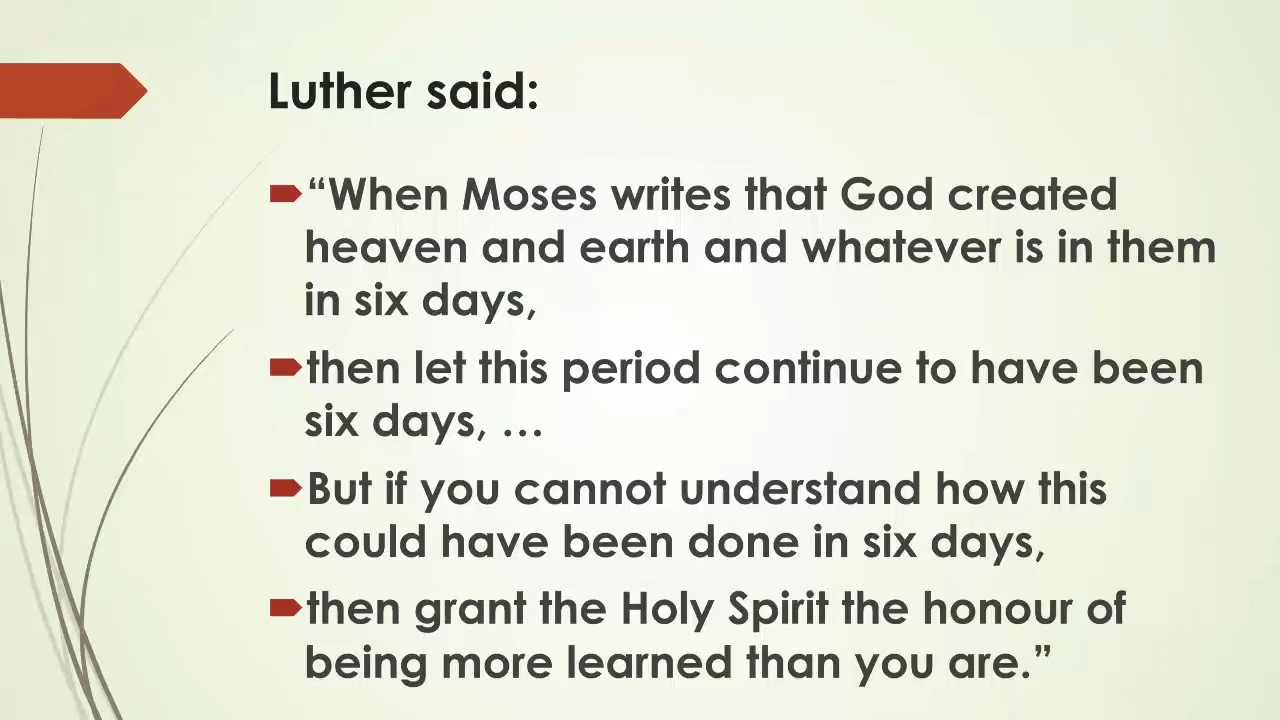 Luther said:
“When Moses writes that God created
heaven and earth and whatever is in them
in six days,
then let this period continue to have been
six days, …
But if you cannot understand how this
could have been done in six days,
then grant the Holy Spirit the honour of
being more learned than you are.”